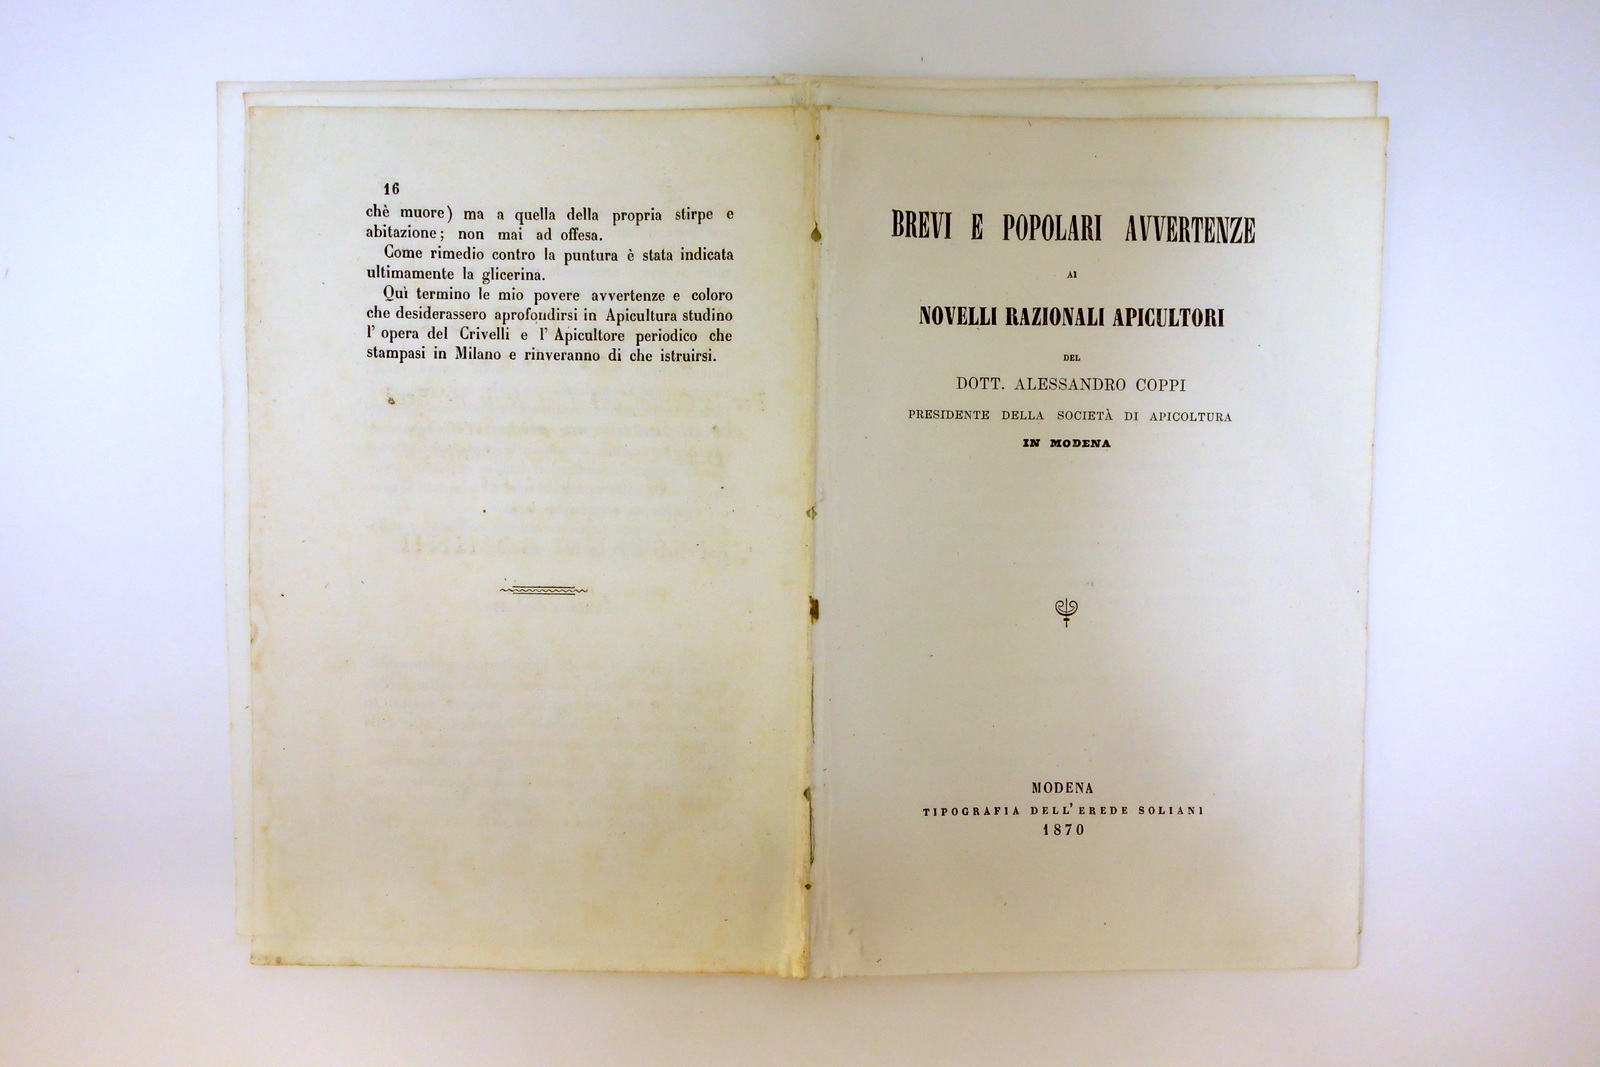 16
chè muore) ma a quella della propria stirpe e
abitazione; non mai ad offesa.
Come rimedio contro la puntura è stata indicata
ultimamente la glicerina.
Quì termino le mio povere avvertenze e coloro
che desiderassero aprofondirsi in Apicultura studino
l' opera del Crivelli e l' Apicultore periodico che
stampasi in Milano e rinveranno di che istruirsi.
BREVI E POPOLARI AVVERTENZE
AI
NOVELLI RAZIONALI APICULTORI
DEL
DOTT. ALESSANDRO COPPI
PRESIDENTE DELLA SOCIETÀ DI APICOLTURA
IN MODENA
MODENA
TIPOGRAFIA DELL'EREDE SOLIANI
1870